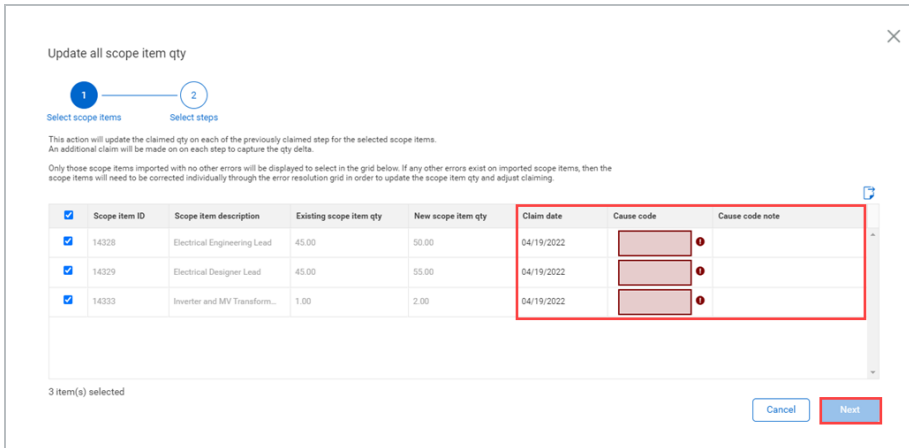 Update all scope item qty
1
2
Select scope items
Select steps
This action will update the claimed qty on each of the previously claimed step for the selected scope items.
An additional claim will be made on on each step to capture the qty delta.
Only those scope items imported with no other errors will be displayed to select in the grid below. If any other errors exist on imported scope items, then the
scope items will need to be corrected individually through the error resolution grid in order to update the scope item qty and adjust claiming.
Scope item ID Scope item description Existing scope item qty New scope item qty Claim date Cause code Cause code note
14328 Electrical Engineering Lead 45.00 50.00 04/19/2022
14329 Electrical Designer Lead 45.00 55.00 04/19/2022
14333 Inverter and MV Transform... 1.00 2.00 04/19/2022
3 item(s) selected
Cancel Next